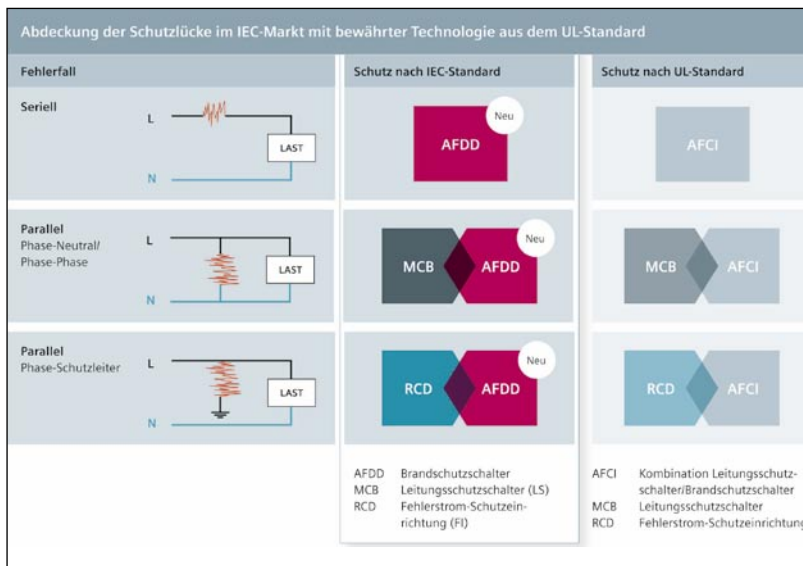 Abdeckung der Schutzlücke im IEC-Markt mit bewährter Technologie aus dem UL-Standard
Fehlerfall
Schutz nach IEC-Standard
Schutz nach UL-Standard
Seriell
L
LAST
N
Neu
AFDD
AFCI
Parallel
Phase-Neutral/
Phase-Phase
L
LAST
N
Neu
MCB
AFDD
MCB
AFCI
Parallel
Phase-Schutzleiter
L
LAST
N
Neu
RCD
AFDD
RCD
AFCI
AFDD Brandschutzschalter
MCB Leitungsschutzschalter (LS)
RCD Fehlerstrom-Schutzein-
richtung (FI)
AFCI Kombination Leitungsschutz-
schalter/Brandschutzschalter
MCB Leitungsschutzschalter
RCD Fehlerstrom-Schutzeinrichtung